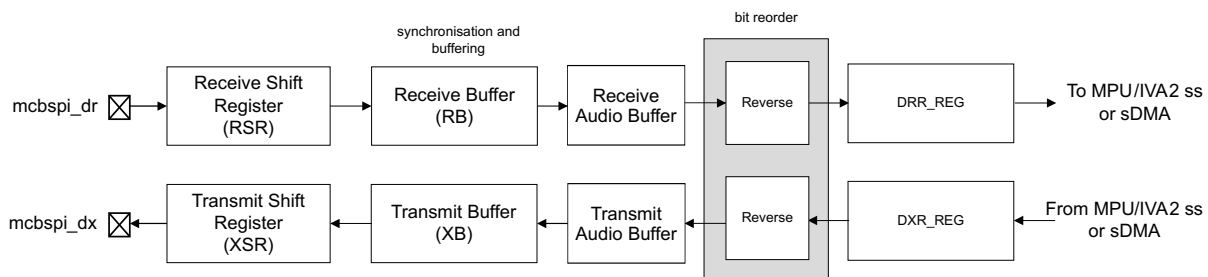 bit reorder
synchronisation and
buffering
mcbspi_dr
Receive Shift
Register
(RSR)
Receive Buffer
(RB)
Receive
Audio Buffer
Reverse
DRR_REG
To MPU/IVA2 ss
or sDMA
mcbspi_dx
Transmit Shift
Register
(XSR)
Transmit Buffer
(XB)
Transmit
Audio Buffer
Reverse
DXR_REG
From MPU/IVA2 ss
or sDMA